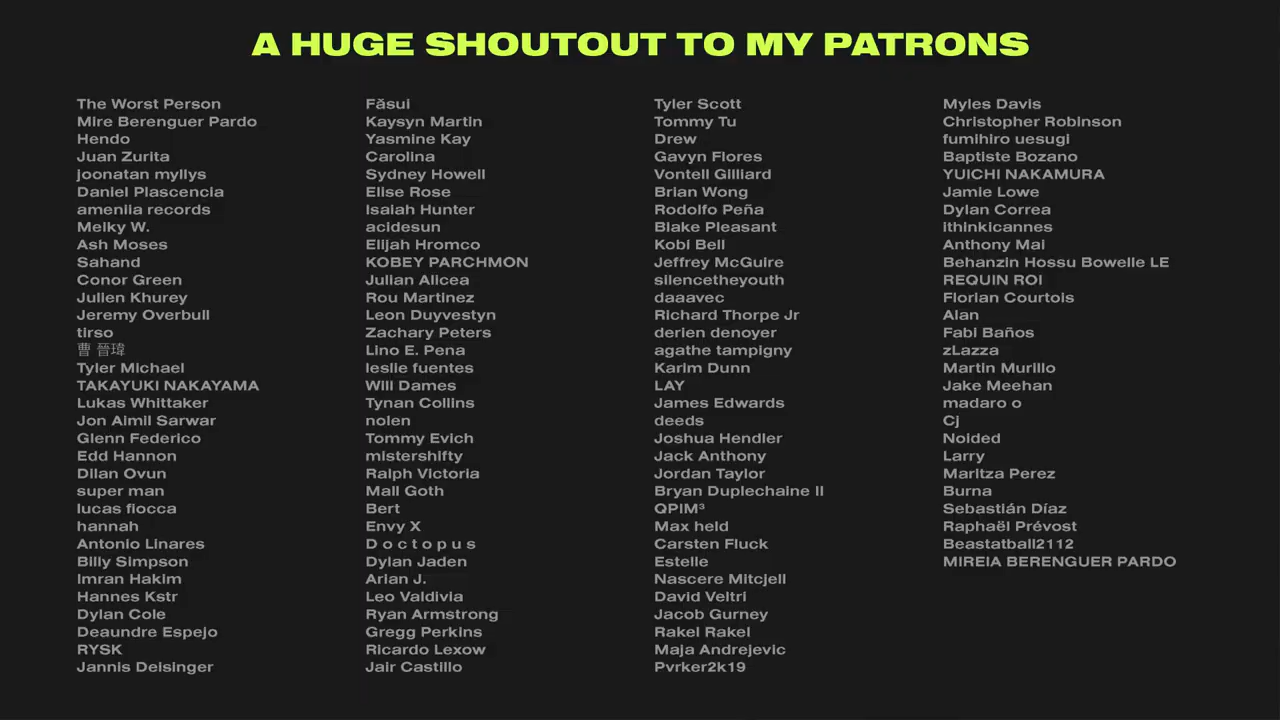 A HUGE SHOUTOUT TO MY PATRONS
The Worst Person
Mire Berenguer Pardo
Hendo
Juan Zurita
joonatan myllys
Daniel Plascencia
ameniia records
Melky W.
Ash Moses
Sahand
Conor Green
Julien Khurey
Jeremy Overbull
tirso
曹 晉瑋
Tyler Michael
TAKAYUKI NAKAYAMA
Lukas Whittaker
Jon Aimil Sarwar
Glenn Federico
Edd Hannon
Dilan Ovun
super man
lucas fiocca
hannah
Antonio Linares
Billy Simpson
Imran Hakim
Hannes Kstr
Dylan Cole
Deaundre Espejo
RYSK
Jannis Deisinger
Făsui
Kaysyn Martin
Yasmine Kay
Carolina
Sydney Howell
Elise Rose
Isaiah Hunter
acidesun
Elijah Hromco
KOBEY PARCHMON
Julian Alicea
Rou Martinez
Leon Duyvestyn
Zachary Peters
Lino E. Pena
leslie fuentes
Will Dames
Tynan Collins
nolen
Tommy Evich
mistershifty
Ralph Victoria
Mall Goth
Bert
Envy X
D o c t o p u s
Dylan Jaden
Arian J.
Leo Valdivia
Ryan Armstrong
Gregg Perkins
Ricardo Lexow
Jair Castillo
Tyler Scott
Tommy Tu
Drew
Gavyn Flores
Vontell Gilliard
Brian Wong
Rodolfo Peña
Blake Pleasant
Kobi Bell
Jeffrey McGuire
silencetheyouth
daaavec
Richard Thorpe Jr
derien denoyer
agathe tampigny
Karim Dunn
LAY
James Edwards
deeds
Joshua Hendler
Jack Anthony
Jordan Taylor
Bryan Duplechaine II
QPIM³
Max held
Carsten Fluck
Estelle
Nascere Mitcjell
David Veltri
Jacob Gurney
Rakel Rakel
Maja Andrejevic
Pvrker2k19
Myles Davis
Christopher Robinson
fumihiro uesugi
Baptiste Bozano
YUICHI NAKAMURA
Jamie Lowe
Dylan Correa
ithinkicannes
Anthony Mai
Behanzin Hossu Bowelle LE
REQUIN ROI
Florian Courtois
Alan
Fabi Baños
zLazza
Martin Murillo
Jake Meehan
madaro o
Cj
Noided
Larry
Maritza Perez
Burna
Sebastián Díaz
Raphaël Prévost
Beastatball2112
MIREIA BERENGUER PARDO